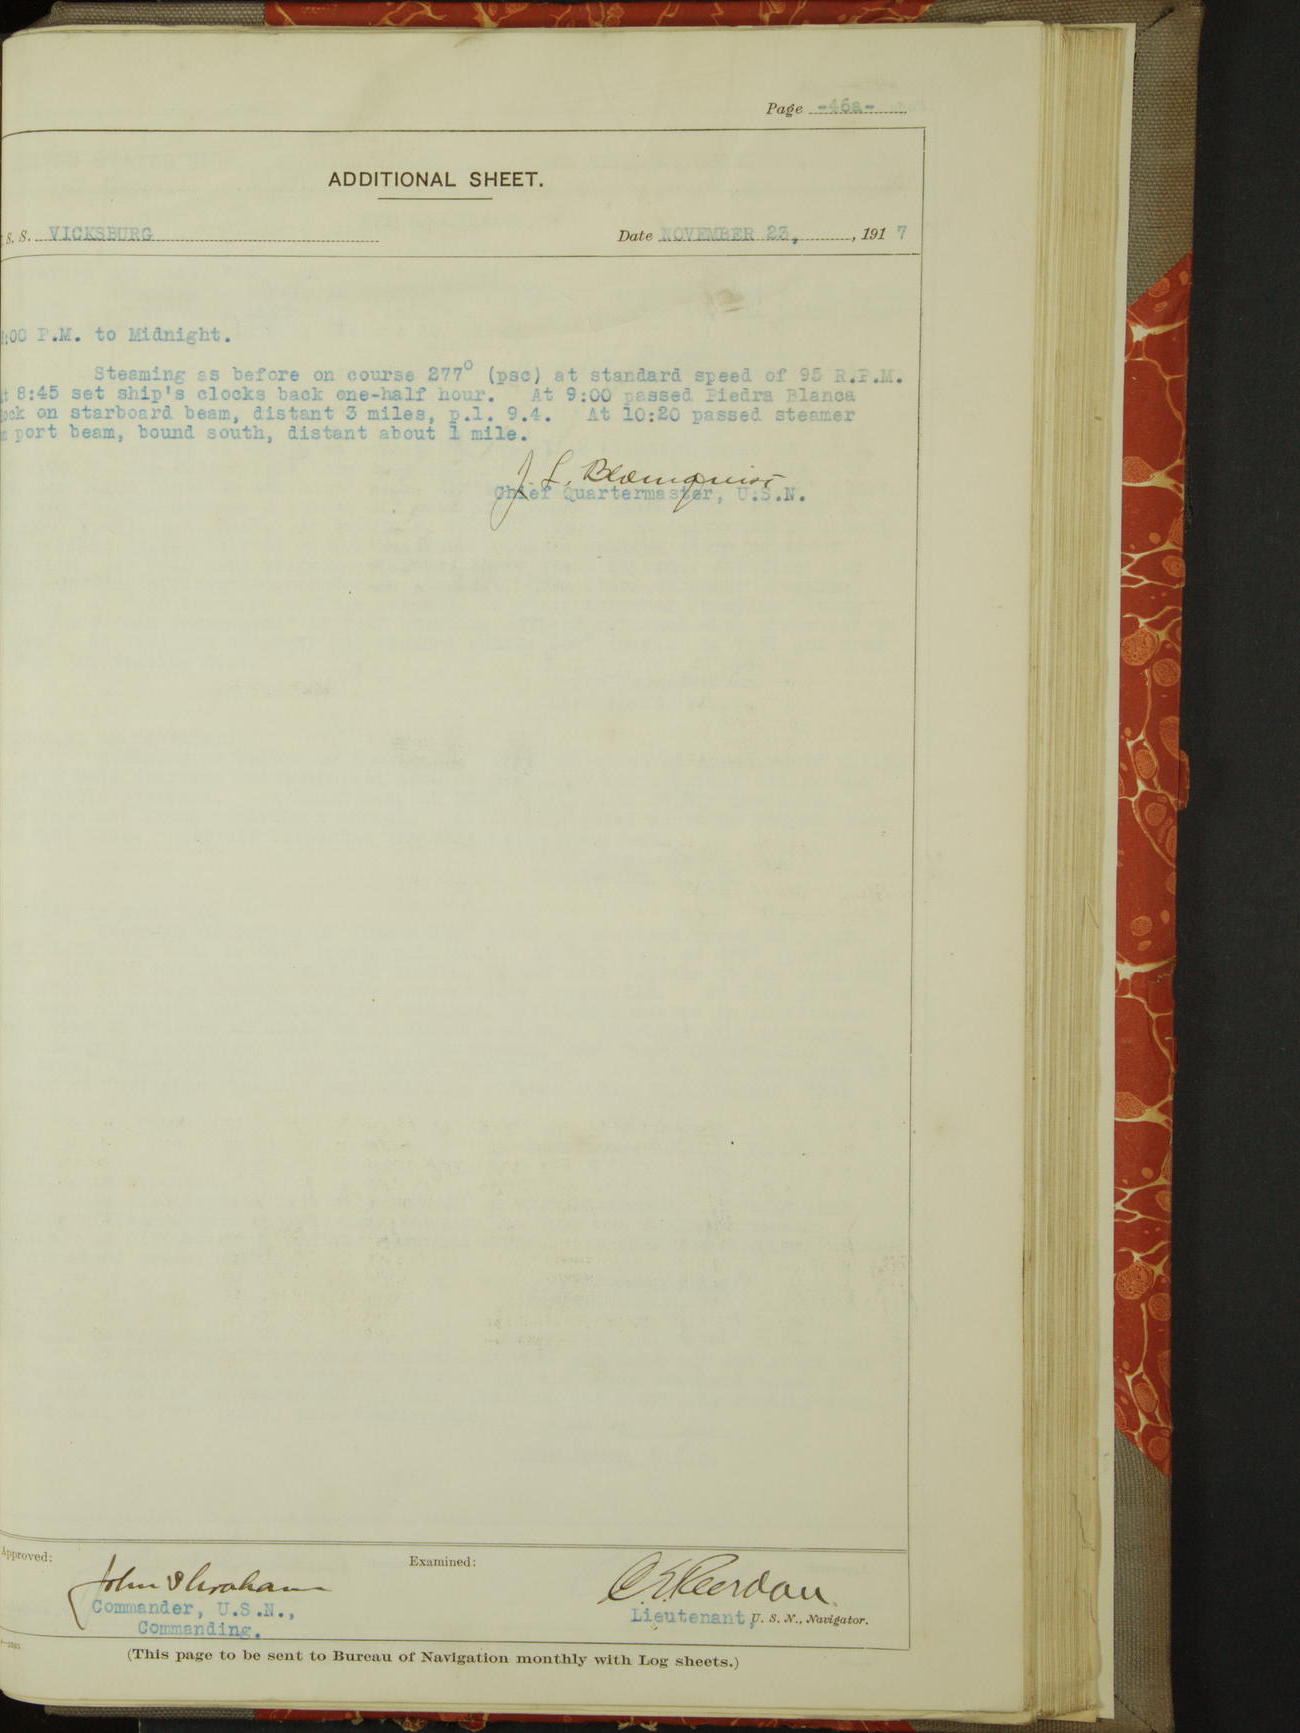 Page -46a-
ADDITIONAL SHEET.
S. S. VICKSBURG Date NOVEMBER 23, , 1917
:00 P.M. to Midnight.
Steaming as before on course 277° (psc) at standard speed of 95 R.P.M.
At 8:45 set ship's clocks back one-half hour. At 9:00 passed Piedra Blanca
ock on starboard beam, distant 3 miles, p.l. 9.4. At 10:20 passed steamer
port beam, bound south, distant about 1 mile.
J. L. Blomquist
Chief Quartermaster, U.S.N.
Approved: Examined:
John
Commander, U.S.N.,
Commanding.
C. E. Reordan
Lieutenant, U. S. N., Navigator.
(This page to be sent to Bureau of Navigation monthly with Log sheets.)